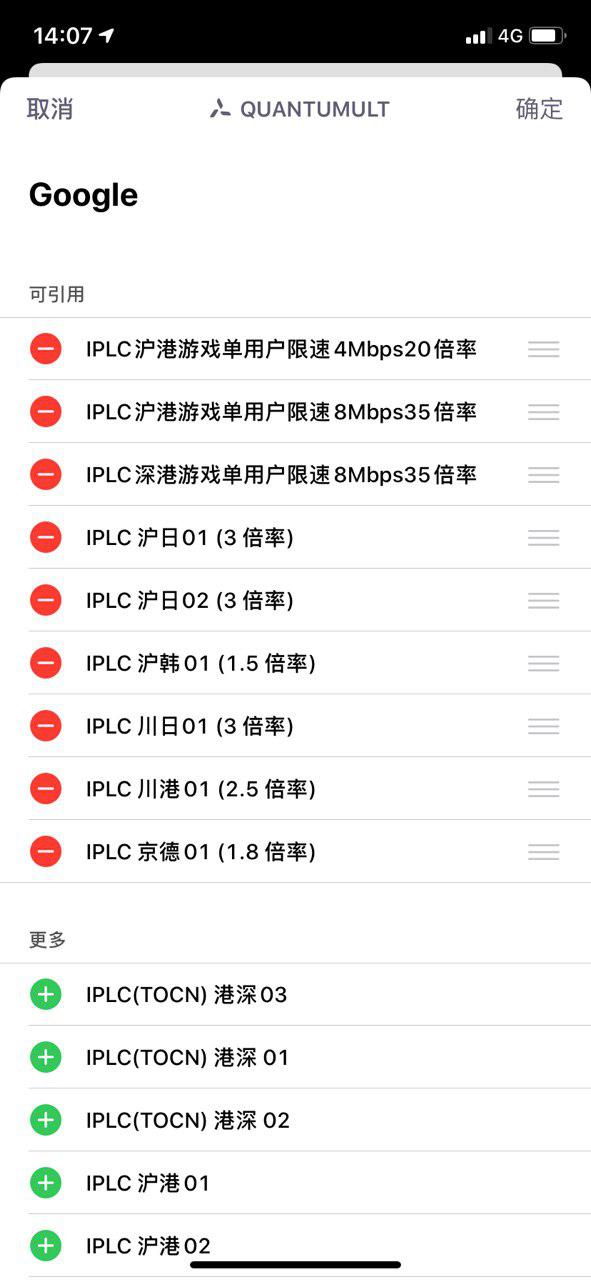 14:07
4G
取消
QUANTUMULT
确定
Google
可引用
IPLC沪港游戏单用户限速4Mbps20倍率
IPLC沪港游戏单用户限速8Mbps35倍率
IPLC深港游戏单用户限速8Mbps35倍率
IPLC 沪日01 (3 倍率)
IPLC 沪日02 (3 倍率)
IPLC 沪韩01 (1.5 倍率)
IPLC 川日01 (3 倍率)
IPLC 川港01 (2.5 倍率)
IPLC 京德01 (1.8 倍率)
更多
IPLC(TOCN) 港深03
IPLC(TOCN) 港深 01
IPLC(TOCN) 港深 02
IPLC 沪港01
IPLC 沪港02